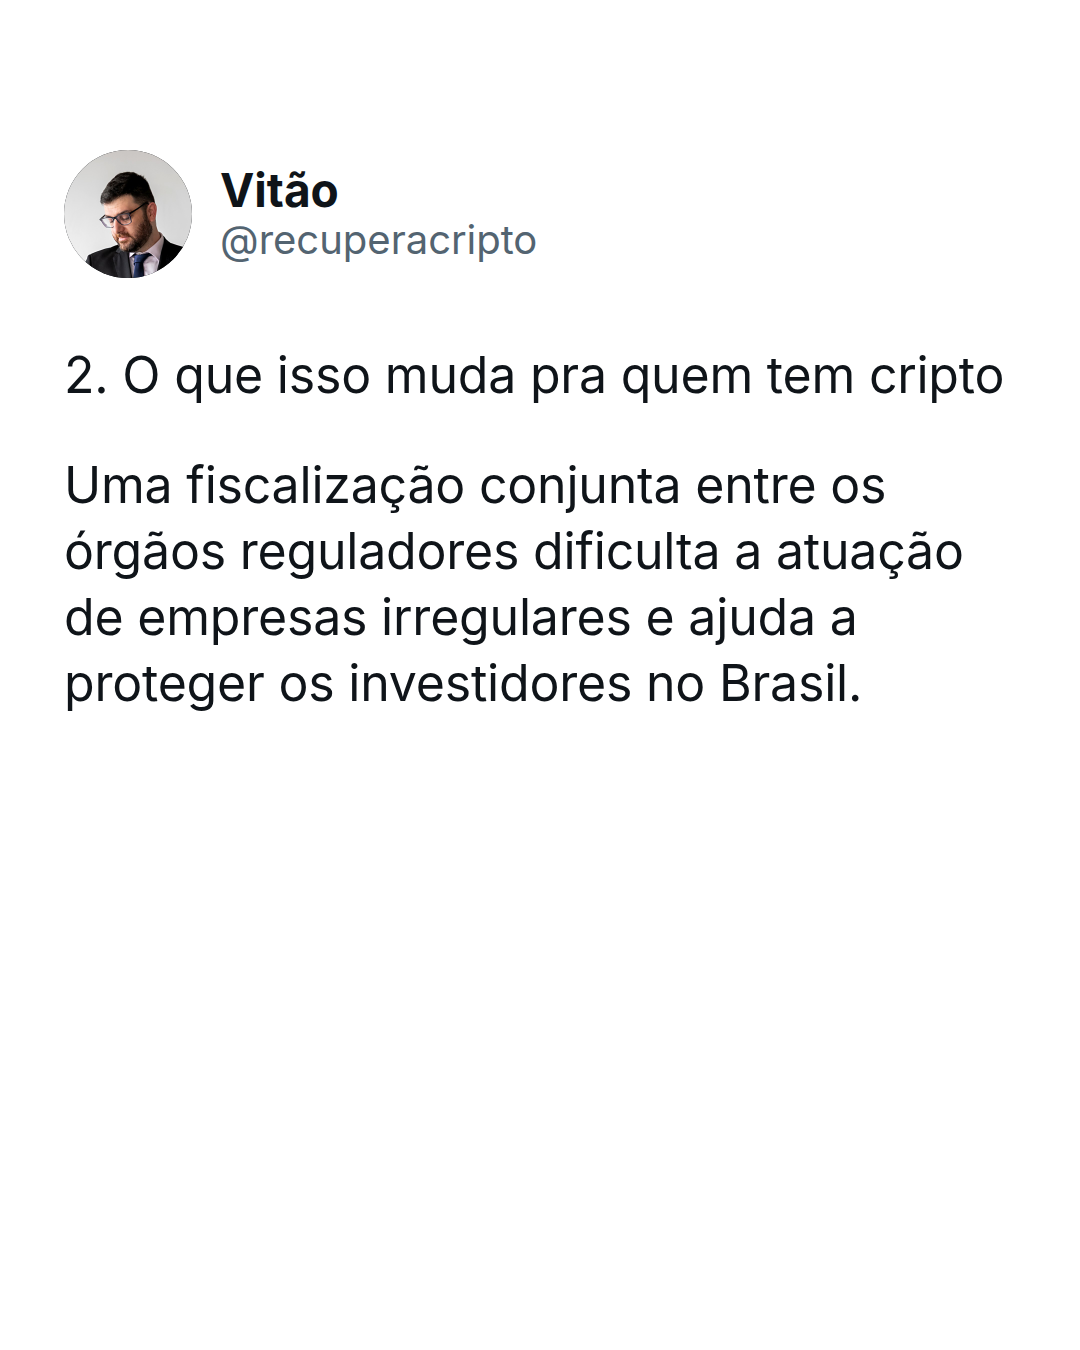 Vitão
@recuperacripto
2. O que isso muda pra quem tem cripto
Uma fiscalização conjunta entre os
órgãos reguladores dificulta a atuação
de empresas irregulares e ajuda a
proteger os investidores no Brasil.